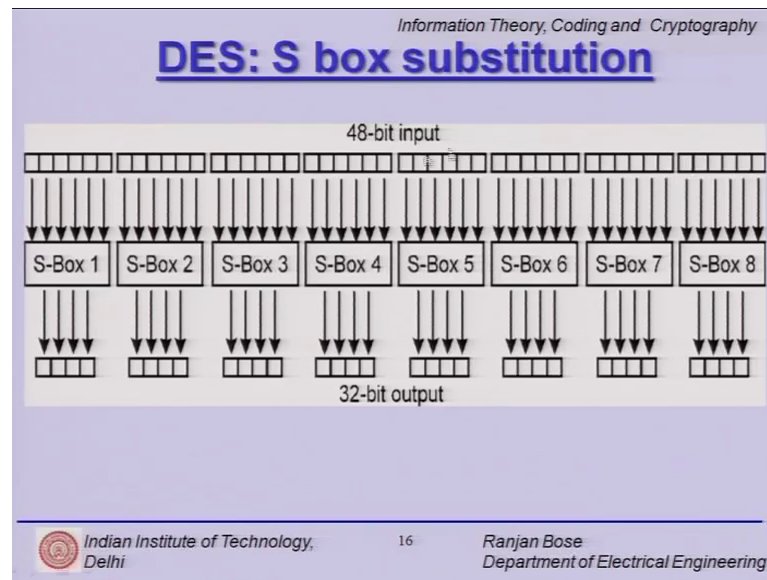 Information Theory, Coding and Cryptography
DES: S box substitution
48-bit input
S-Box 1 S-Box 2 S-Box 3 S-Box 4 S-Box 5 S-Box 6 S-Box 7 S-Box 8
32-bit output
Indian Institute of Technology, 16 Ranjan Bose
Delhi Department of Electrical Engineering